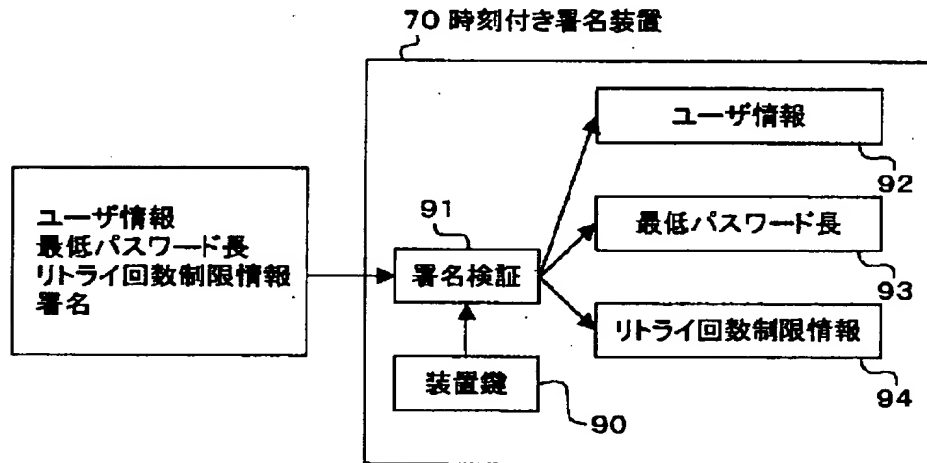 70 時刻付き署名装置
ユーザ情報
92
ユーザ情報
最低パスワード長
リトライ回数制限情報
署名
91
署名検証
最低パスワード長
93
リトライ回数制限情報
94
装置鍵
90